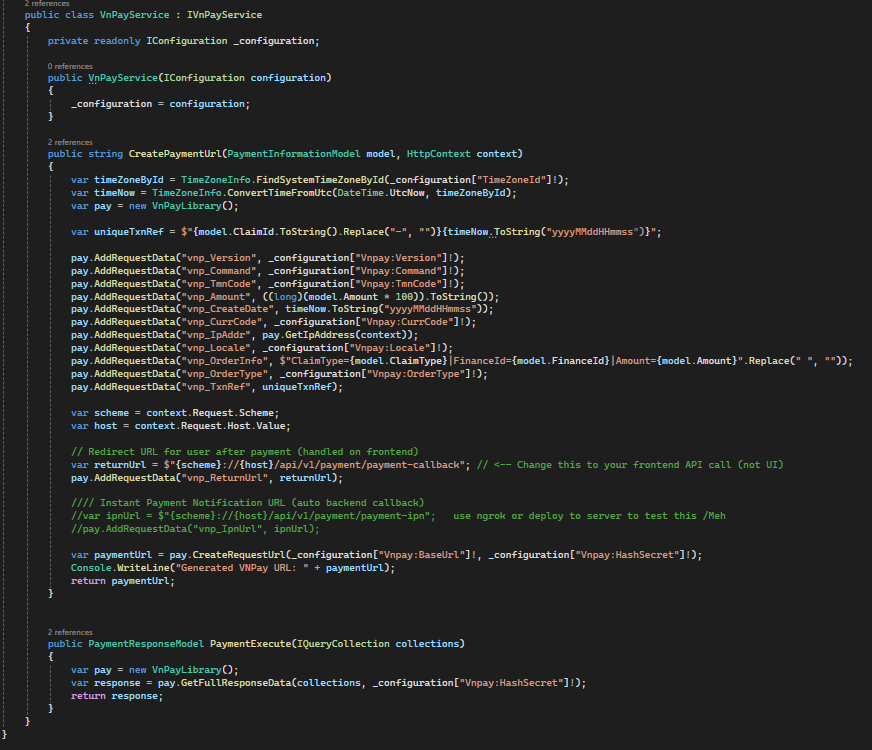 2 references
public class VnPayService : IVnPayService
{
private readonly IConfiguration _configuration;
0 references
public VnPayService(IConfiguration configuration)
{
_configuration = configuration;
}
2 references
public string CreatePaymentUrl(PaymentInformationModel model, HttpContext context)
{
var timeZoneById = TimeZoneInfo.FindSystemTimeZoneById(_configuration["TimeZoneId"]!);
var timeNow = TimeZoneInfo.ConvertTimeFromUtc(DateTime.UtcNow, timeZoneById);
var pay = new VnPayLibrary();
var uniqueTxnRef = $"{model.ClaimId.ToString().Replace("-", "")}{timeNow.ToString("yyyyMMddHHmmss")}";
pay.AddRequestData("vnp_Version", _configuration["Vnpay:Version"]!);
pay.AddRequestData("vnp_Command", _configuration["Vnpay:Command"]!);
pay.AddRequestData("vnp_TmnCode", _configuration["Vnpay:TmnCode"]!);
pay.AddRequestData("vnp_Amount", ((long)(model.Amount * 100)).ToString());
pay.AddRequestData("vnp_CreateDate", timeNow.ToString("yyyyMMddHHmmss"));
pay.AddRequestData("vnp_CurrCode", _configuration["Vnpay:CurrCode"]!);
pay.AddRequestData("vnp_IpAddr", pay.GetIpAddress(context));
pay.AddRequestData("vnp_Locale", _configuration["Vnpay:Locale"]!);
pay.AddRequestData("vnp_OrderInfo", $"ClaimType={model.ClaimType}|FinanceId={model.FinanceId}|Amount={model.Amount}".Replace(" ", ""));
pay.AddRequestData("vnp_OrderType", _configuration["Vnpay:OrderType"]!);
pay.AddRequestData("vnp_TxnRef", uniqueTxnRef);
var scheme = context.Request.Scheme;
var host = context.Request.Host.Value;
// Redirect URL for user after payment (handled on frontend)
var returnUrl = $"{scheme}://{host}/api/v1/payment/payment-callback"; // <-- Change this to your frontend API call (not UI)
pay.AddRequestData("vnp_ReturnUrl", returnUrl);
//// Instant Payment Notification URL (auto backend callback)
//var ipnUrl = $"{scheme}://{host}/api/v1/payment/payment-ipn";   use ngrok or deploy to server to test this /Meh
//pay.AddRequestData("vnp_IpnUrl", ipnUrl);
var paymentUrl = pay.CreateRequestUrl(_configuration["Vnpay:BaseUrl"]!, _configuration["Vnpay:HashSecret"]!);
Console.WriteLine("Generated VNPay URL: " + paymentUrl);
return paymentUrl;
}
2 references
public PaymentResponseModel PaymentExecute(IQueryCollection collections)
{
var pay = new VnPayLibrary();
var response = pay.GetFullResponseData(collections, _configuration["Vnpay:HashSecret"]!);
return response;
}
}
}